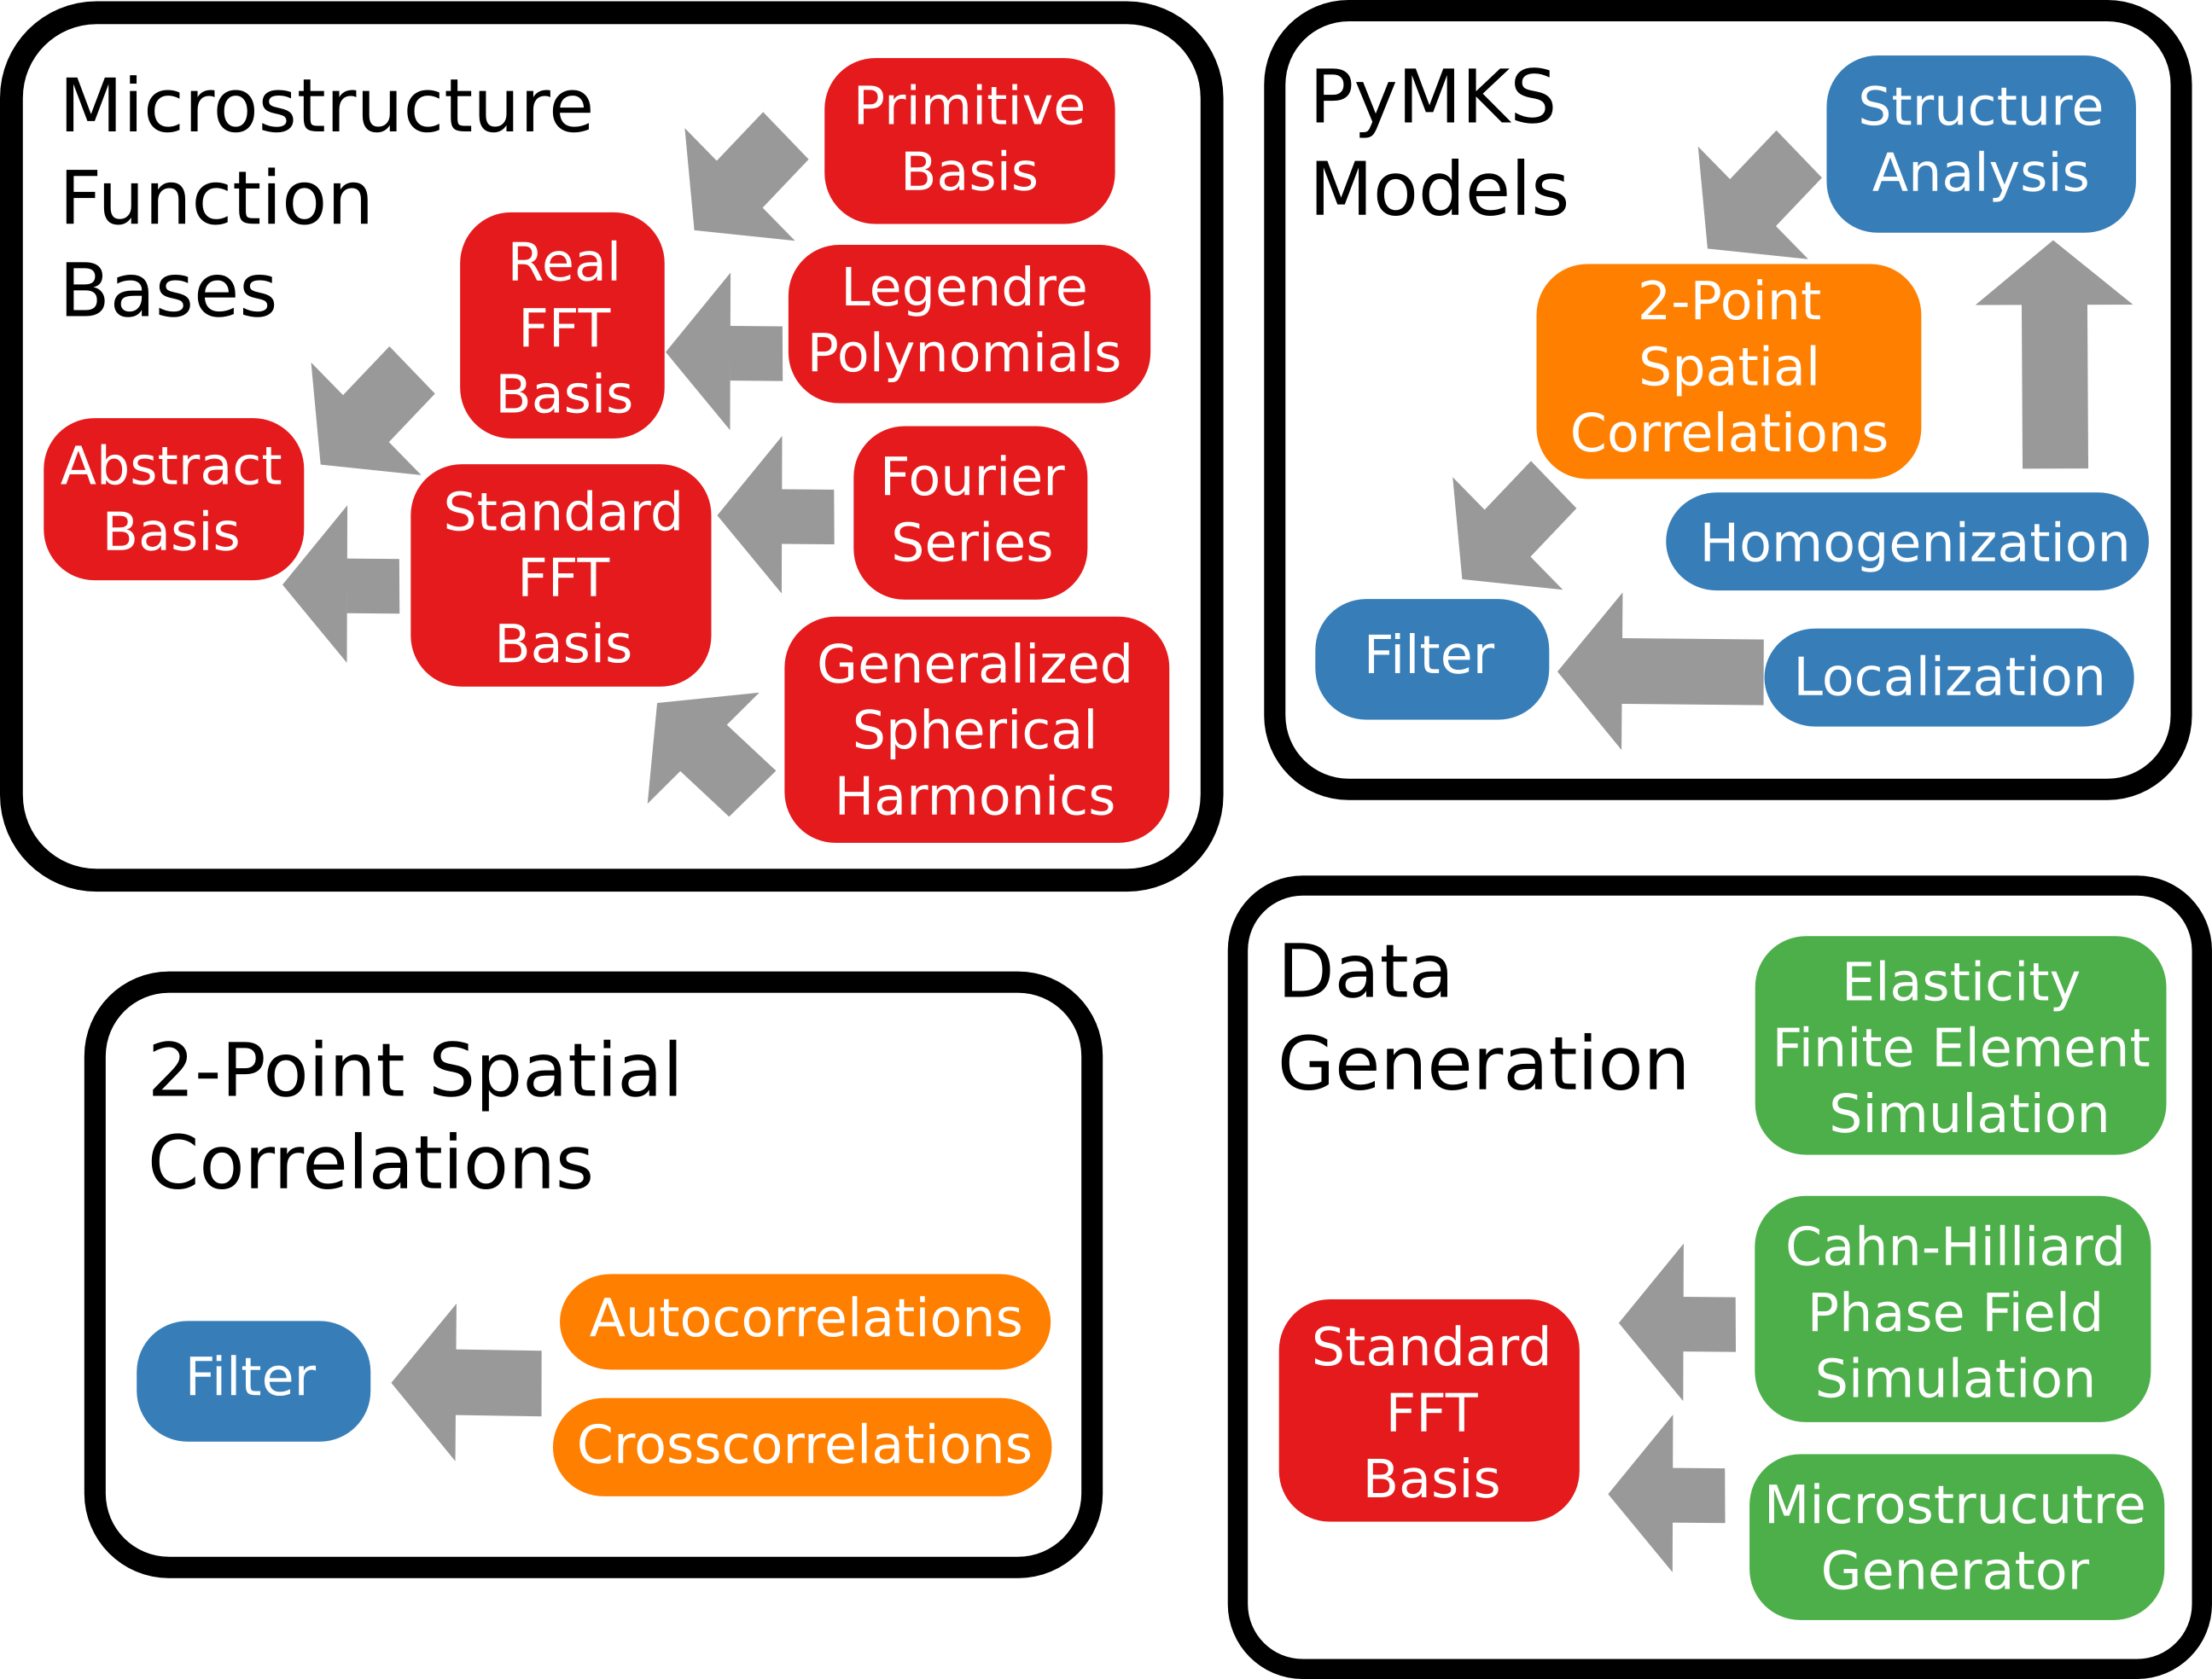 Microstructure
Function
Bases
Primitive
Basis
Real
FFT
Basis
Legendre
Polynomials
Abstract
Basis
Standard
FFT
Basis
Fourier
Series
Generalized
Spherical
Harmonics
PyMKS
Models
Structure
Analysis
2-Point
Spatial
Correlations
Homogenization
Filter
Localization
2-Point Spatial
Correlations
Autocorrelations
Filter
Crosscorrelations
Data
Generation
Elasticity
Finite Element
Simulation
Cahn-Hilliard
Phase Field
Simulation
Standard
FFT
Basis
Microstrucutre
Generator